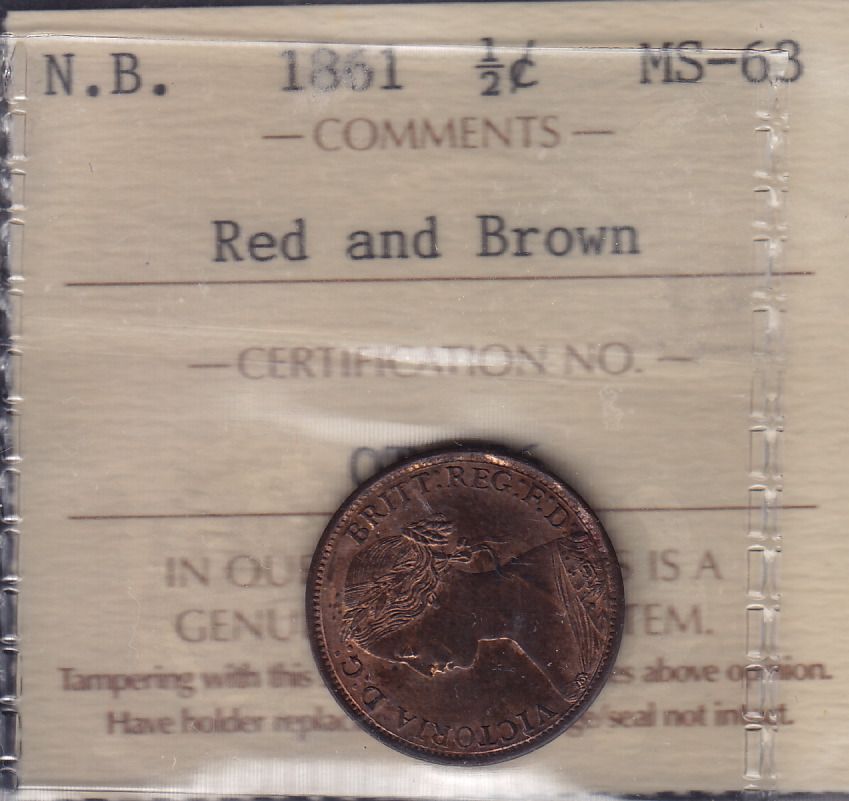 N.B. 1861 ½¢ MS-63
— COMMENTS —
Red and Brown
— CERTIFICATION NO. —
IN OU IS A
GENU TEM.
Tampering with this es above opinion.
Have holder replac ge/seal not intact.
VICTORIA D:G: BRITT:REG:F:D: